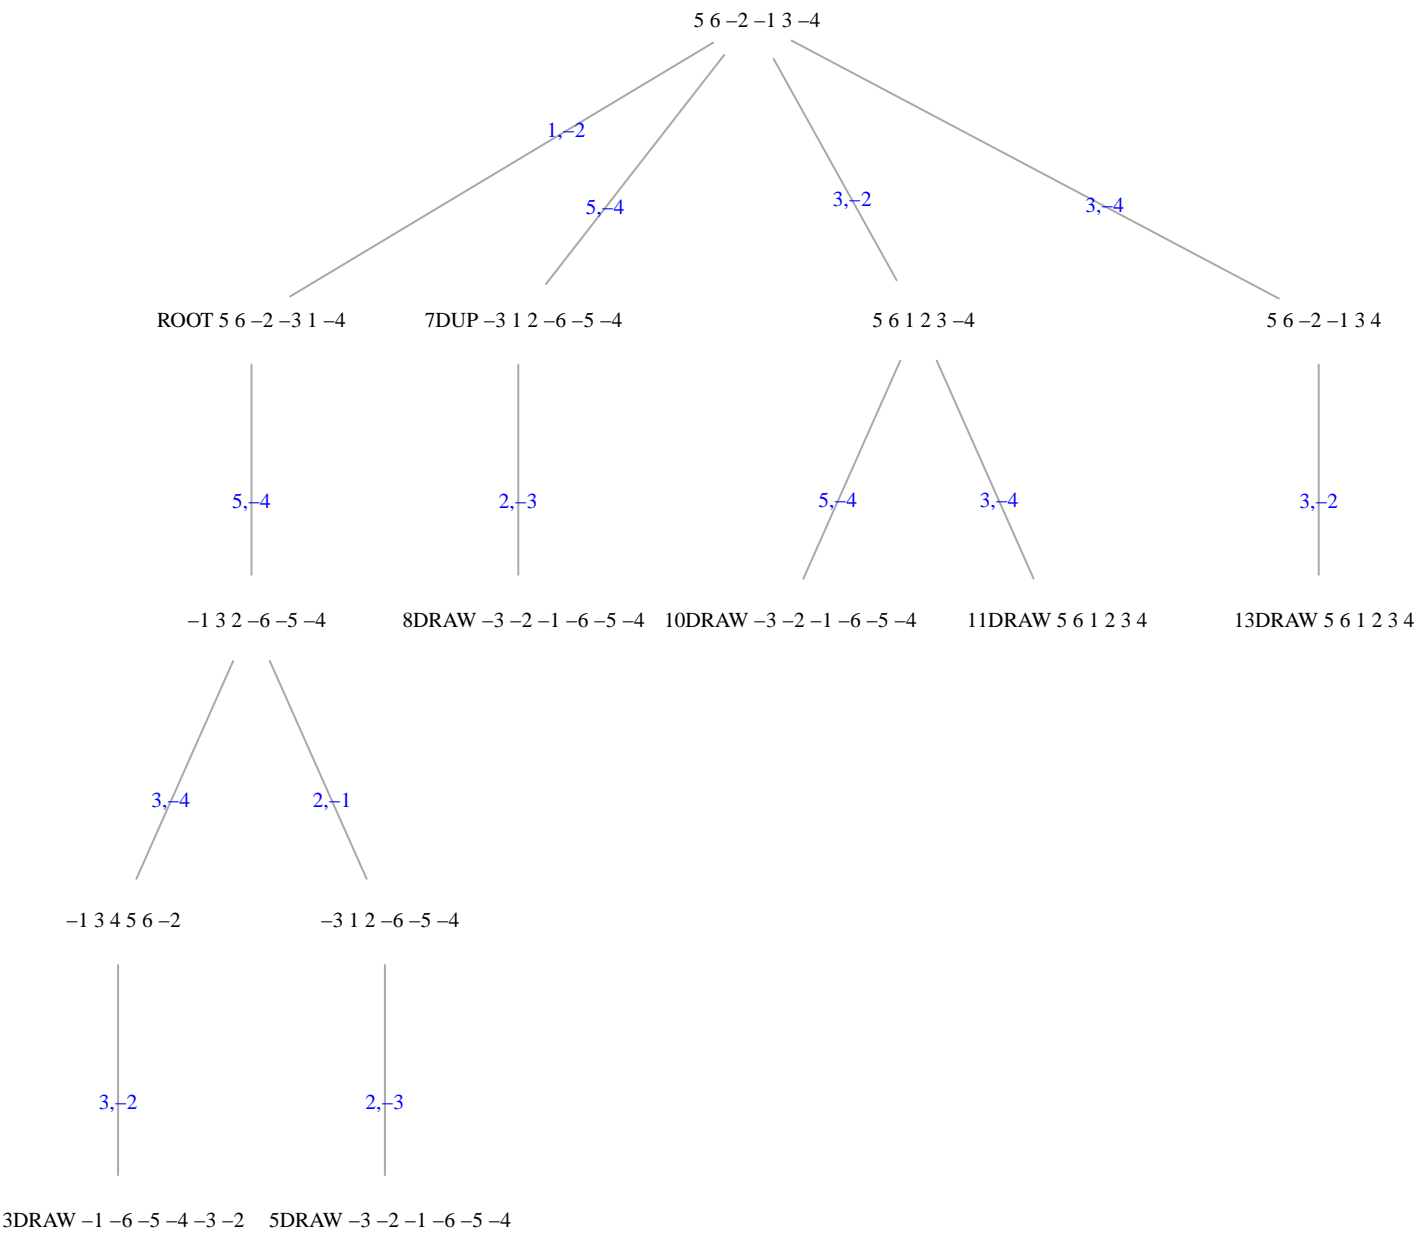 5 6 –2 –1 3 –4
1,–2
5,–4
3,–2
3,–4
ROOT 5 6 –2 –3 1 –4
7DUP –3 1 2 –6 –5 –4
5 6 1 2 3 –4
5 6 –2 –1 3 4
5,–4
2,–3
5,–4
3,–4
3,–2
–1 3 2 –6 –5 –4
8DRAW –3 –2 –1 –6 –5 –4
10DRAW –3 –2 –1 –6 –5 –4
11DRAW 5 6 1 2 3 4
13DRAW 5 6 1 2 3 4
3,–4
2,–1
–1 3 4 5 6 –2
–3 1 2 –6 –5 –4
3,–2
2,–3
3DRAW –1 –6 –5 –4 –3 –2
5DRAW –3 –2 –1 –6 –5 –4